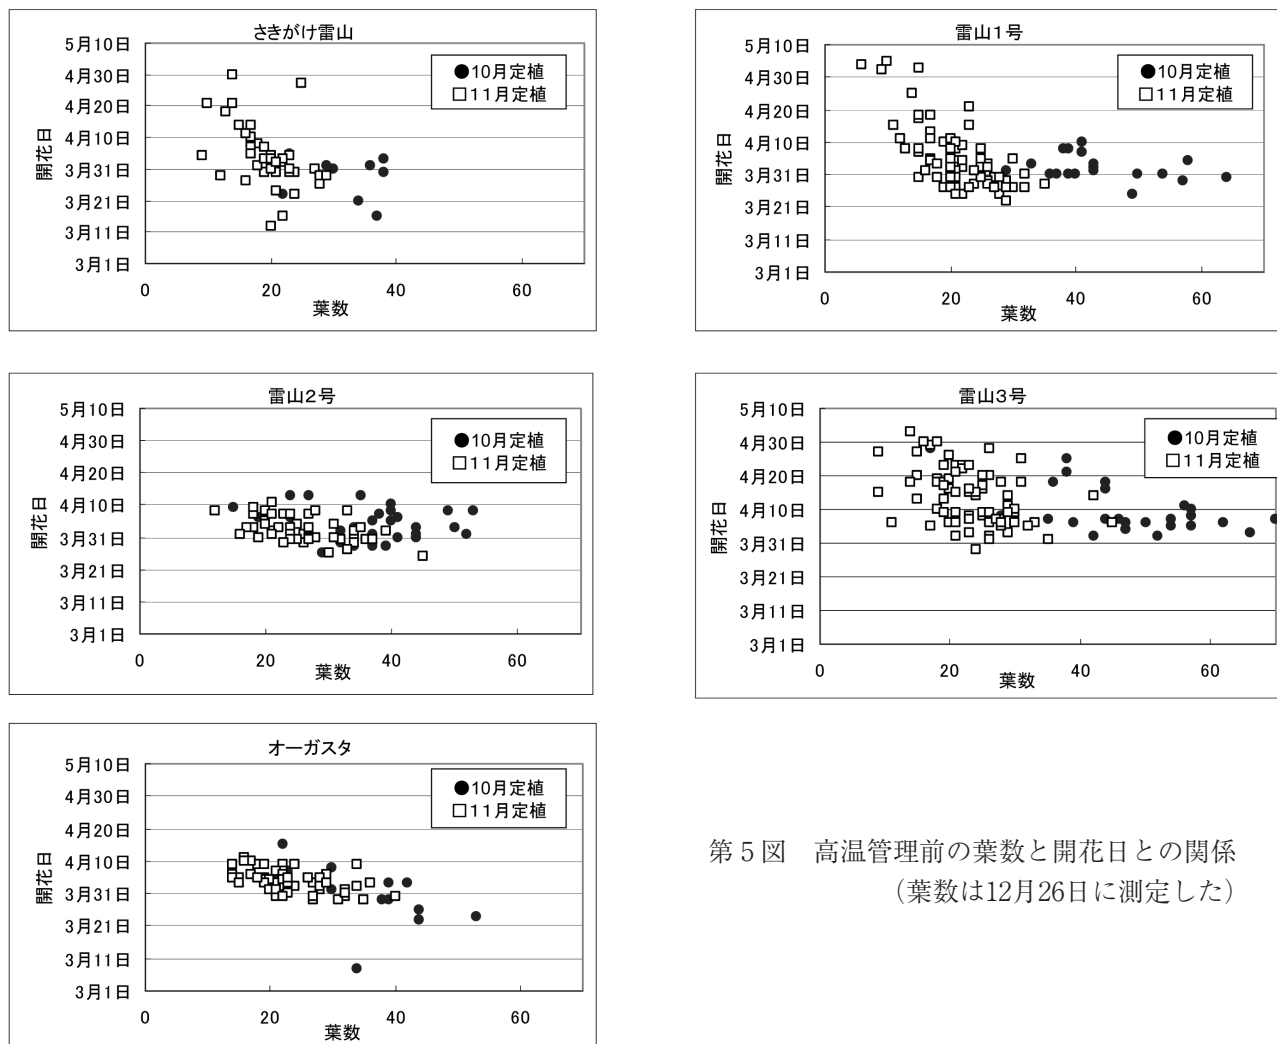 さきがけ雷山
5月10日
4月30日
4月20日
4月10日
3月31日
3月21日
3月11日
3月1日
開花日
●10月定植
□11月定植
0 20 40 60
葉数
雷山1号
5月10日
4月30日
4月20日
4月10日
3月31日
3月21日
3月11日
3月1日
開花日
●10月定植
□11月定植
0 20 40 60
葉数
雷山2号
5月10日
4月30日
4月20日
4月10日
3月31日
3月21日
3月11日
3月1日
開花日
●10月定植
□11月定植
0 20 40 60
葉数
雷山3号
5月10日
4月30日
4月20日
4月10日
3月31日
3月21日
3月11日
3月1日
開花日
●10月定植
□11月定植
0 20 40 60
葉数
オーガスタ
5月10日
4月30日
4月20日
4月10日
3月31日
3月21日
3月11日
3月1日
開花日
●10月定植
□11月定植
0 20 40 60
葉数
第5図　高温管理前の葉数と開花日との関係
（葉数は12月26日に測定した）